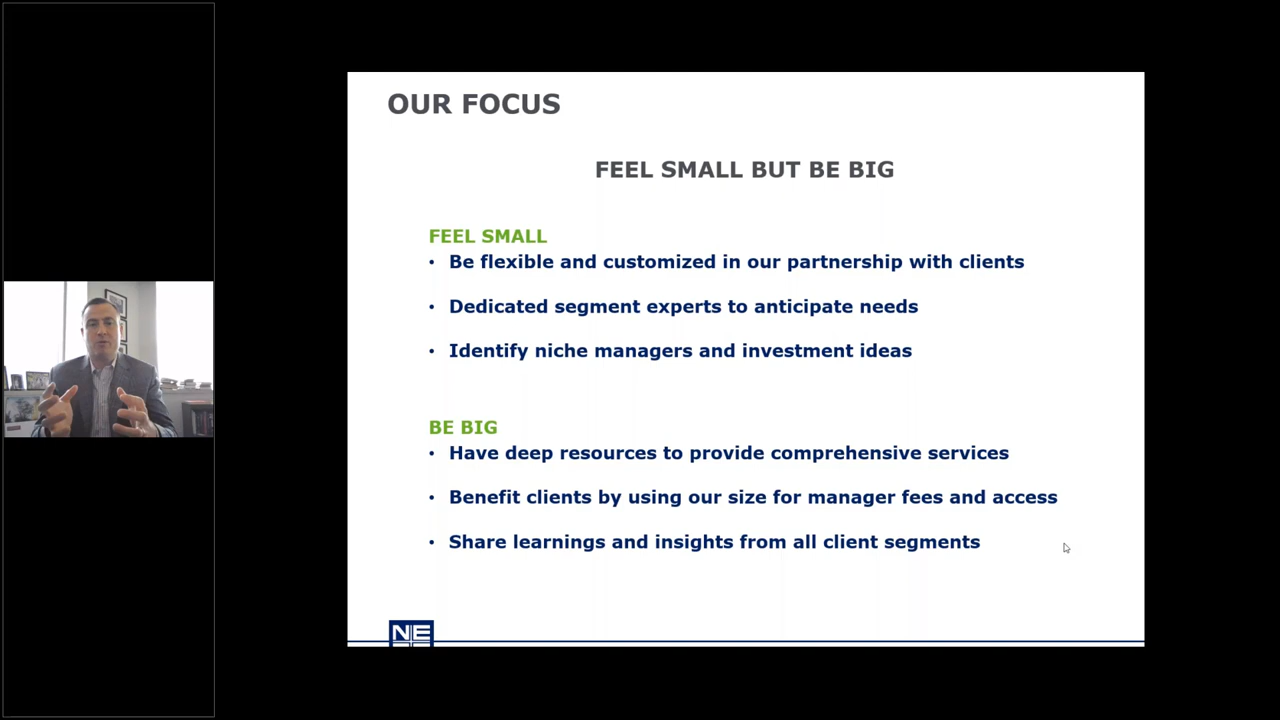 OUR FOCUS
FEEL SMALL BUT BE BIG
FEEL SMALL
• Be flexible and customized in our partnership with clients
• Dedicated segment experts to anticipate needs
• Identify niche managers and investment ideas
BE BIG
• Have deep resources to provide comprehensive services
• Benefit clients by using our size for manager fees and access
• Share learnings and insights from all client segments
NE